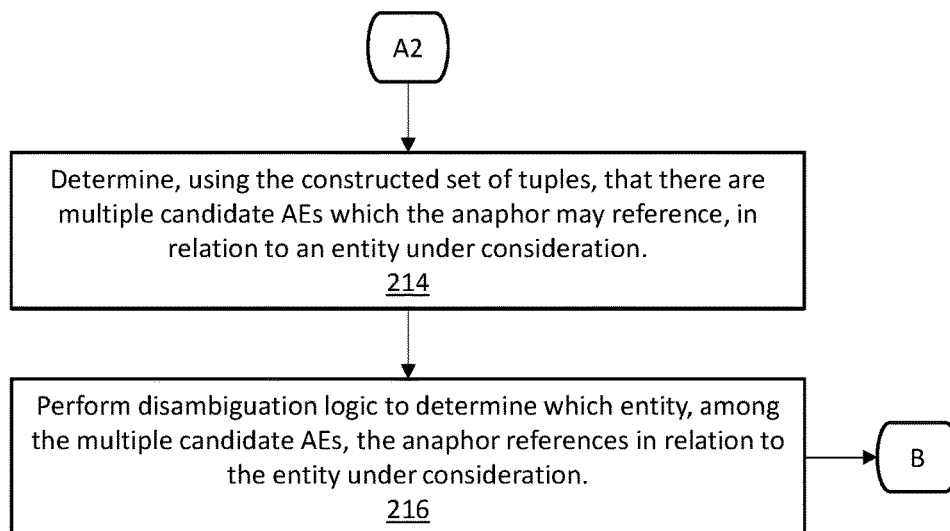 A2
Determine, using the constructed set of tuples, that there are
multiple candidate AEs which the anaphor may reference, in
relation to an entity under consideration.
214
Perform disambiguation logic to determine which entity, among
the multiple candidate AEs, the anaphor references in relation to
the entity under consideration.
216
B